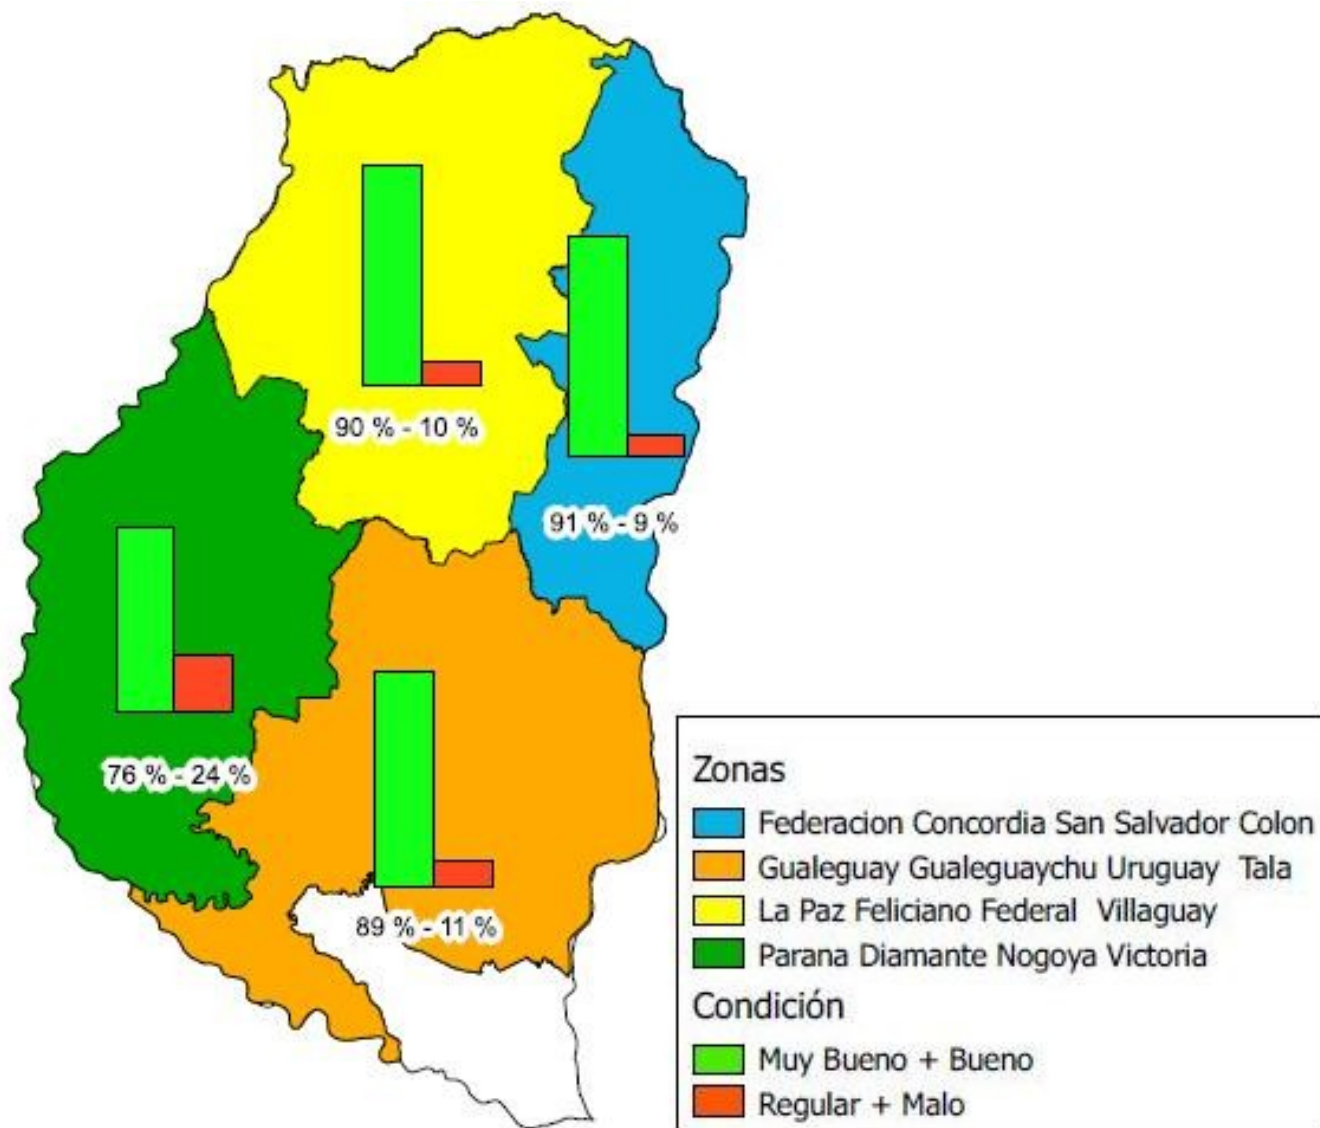 90 % - 10 %
91 % - 9 %
76 % - 24 %
89 % - 11 %
Zonas
Federacion Concordia San Salvador Colon
Gualeguay Gualeguaychu Uruguay Tala
La Paz Feliciano Federal Villaguay
Parana Diamante Nogoya Victoria
Condición
Muy Bueno + Bueno
Regular + Malo